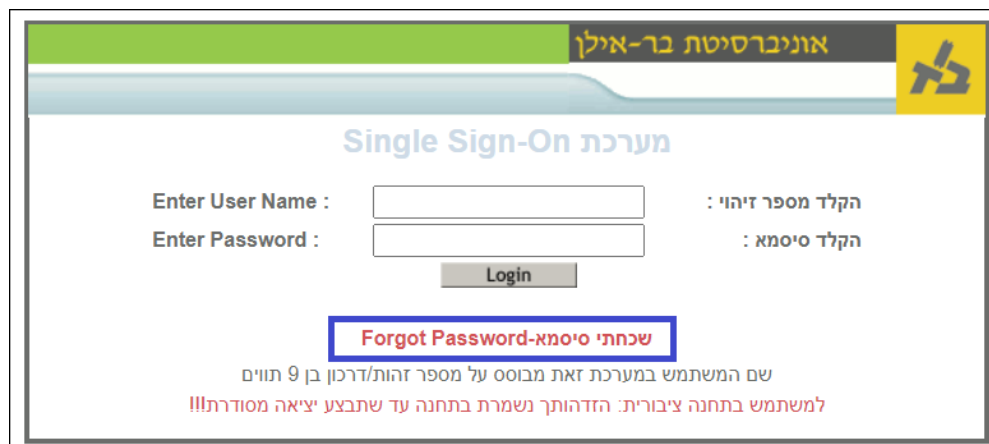 אוניברסיטת בר-אילן
בא
מערכת Single Sign-On
Enter User Name : הקלד מספר זיהוי :
Enter Password : הקלד סיסמא :
Login
שכחתי סיסמא-Forgot Password
שם המשתמש במערכת זאת מבוסס על מספר זהות/דרכון בן 9 תווים
למשתמש בתחנה ציבורית: הזדהותך נשמרת בתחנה עד שתבצע יציאה מסודרת!!!